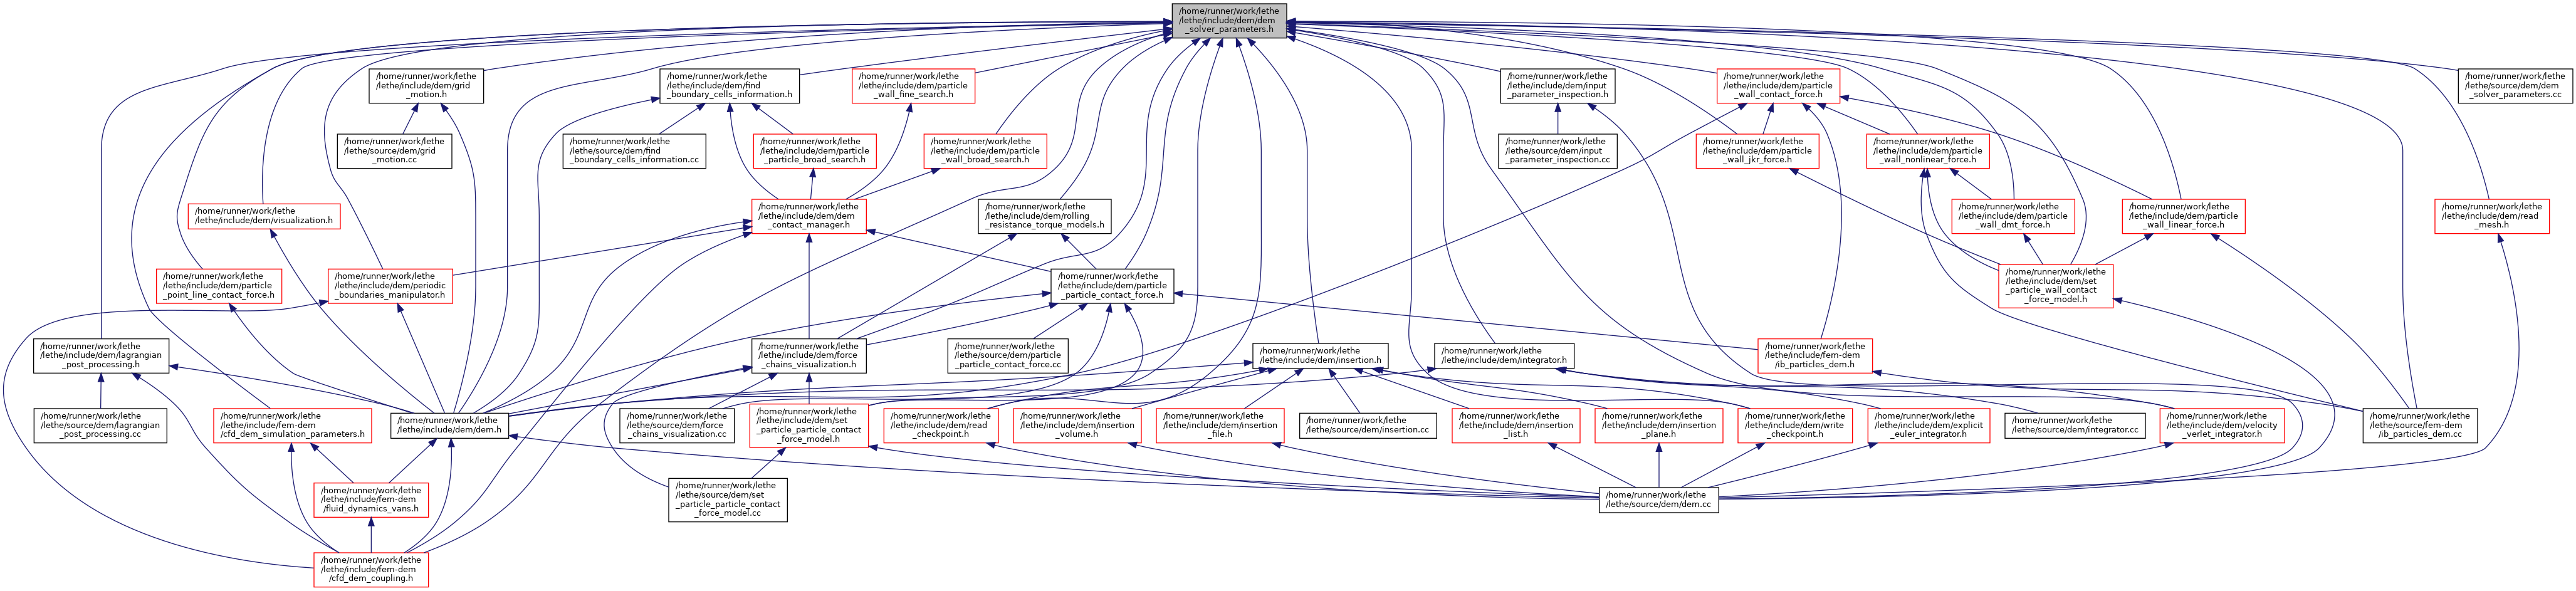 /home/runner/work/lethe
/lethe/include/dem/dem
_solver_parameters.h
/home/runner/work/lethe
/lethe/include/dem/grid
_motion.h
/home/runner/work/lethe
/lethe/include/dem/find
_boundary_cells_information.h
/home/runner/work/lethe
/lethe/include/dem/particle
_wall_fine_search.h
/home/runner/work/lethe
/lethe/include/dem/input
_parameter_inspection.h
/home/runner/work/lethe
/lethe/include/dem/particle
_wall_contact_force.h
/home/runner/work/lethe
/lethe/source/dem/dem
_solver_parameters.cc
/home/runner/work/lethe
/lethe/source/dem/grid
_motion.cc
/home/runner/work/lethe
/lethe/source/dem/find
_boundary_cells_information.cc
/home/runner/work/lethe
/lethe/include/dem/particle
_particle_broad_search.h
/home/runner/work/lethe
/lethe/include/dem/particle
_wall_broad_search.h
/home/runner/work/lethe
/lethe/source/dem/input
_parameter_inspection.cc
/home/runner/work/lethe
/lethe/include/dem/particle
_wall_jkr_force.h
/home/runner/work/lethe
/lethe/include/dem/particle
_wall_nonlinear_force.h
/home/runner/work/lethe
/lethe/include/dem/visualization.h
/home/runner/work/lethe
/lethe/include/dem/dem
_contact_manager.h
/home/runner/work/lethe
/lethe/include/dem/rolling
_resistance_torque_models.h
/home/runner/work/lethe
/lethe/include/dem/particle
_wall_dmt_force.h
/home/runner/work/lethe
/lethe/include/dem/particle
_wall_linear_force.h
/home/runner/work/lethe
/lethe/include/dem/read
_mesh.h
/home/runner/work/lethe
/lethe/include/dem/particle
_point_line_contact_force.h
/home/runner/work/lethe
/lethe/include/dem/periodic
_boundaries_manipulator.h
/home/runner/work/lethe
/lethe/include/dem/particle
_particle_contact_force.h
/home/runner/work/lethe
/lethe/include/dem/set
_particle_wall_contact
_force_model.h
/home/runner/work/lethe
/lethe/include/dem/lagrangian
_post_processing.h
/home/runner/work/lethe
/lethe/include/dem/force
_chains_visualization.h
/home/runner/work/lethe
/lethe/source/dem/particle
_particle_contact_force.cc
/home/runner/work/lethe
/lethe/include/dem/insertion.h
/home/runner/work/lethe
/lethe/include/dem/integrator.h
/home/runner/work/lethe
/lethe/include/fem-dem
/ib_particles_dem.h
/home/runner/work/lethe
/lethe/source/dem/lagrangian
_post_processing.cc
/home/runner/work/lethe
/lethe/include/fem-dem
/cfd_dem_simulation_parameters.h
/home/runner/work/lethe
/lethe/include/dem/dem.h
/home/runner/work/lethe
/lethe/source/dem/force
_chains_visualization.cc
/home/runner/work/lethe
/lethe/include/dem/set
_particle_particle_contact
_force_model.h
/home/runner/work/lethe
/lethe/include/dem/read
_checkpoint.h
/home/runner/work/lethe
/lethe/include/dem/insertion
_volume.h
/home/runner/work/lethe
/lethe/include/dem/insertion
_file.h
/home/runner/work/lethe
/lethe/source/dem/insertion.cc
/home/runner/work/lethe
/lethe/include/dem/insertion
_list.h
/home/runner/work/lethe
/lethe/include/dem/insertion
_plane.h
/home/runner/work/lethe
/lethe/include/dem/write
_checkpoint.h
/home/runner/work/lethe
/lethe/include/dem/explicit
_euler_integrator.h
/home/runner/work/lethe
/lethe/source/dem/integrator.cc
/home/runner/work/lethe
/lethe/include/dem/velocity
_verlet_integrator.h
/home/runner/work/lethe
/lethe/source/fem-dem
/ib_particles_dem.cc
/home/runner/work/lethe
/lethe/include/fem-dem
/fluid_dynamics_vans.h
/home/runner/work/lethe
/lethe/source/dem/set
_particle_particle_contact
_force_model.cc
/home/runner/work/lethe
/lethe/source/dem/dem.cc
/home/runner/work/lethe
/lethe/include/fem-dem
/cfd_dem_coupling.h